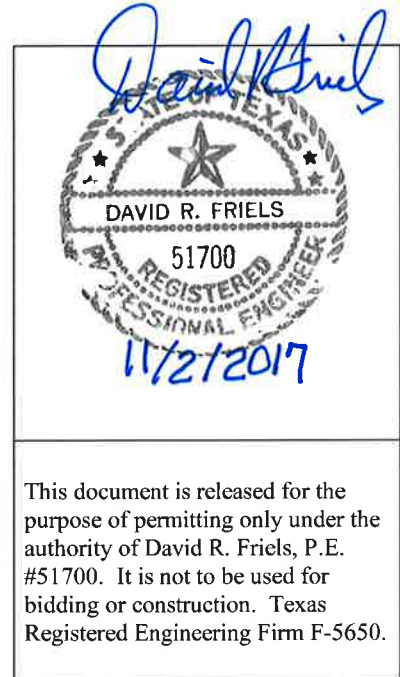 David R Friels
STATE OF TEXAS
DAVID R. FRIELS
51700
REGISTERED
PROFESSIONAL ENGINEER
11/2/2017
This document is released for the
purpose of permitting only under the
authority of David R. Friels, P.E.
#51700. It is not to be used for
bidding or construction. Texas
Registered Engineering Firm F-5650.